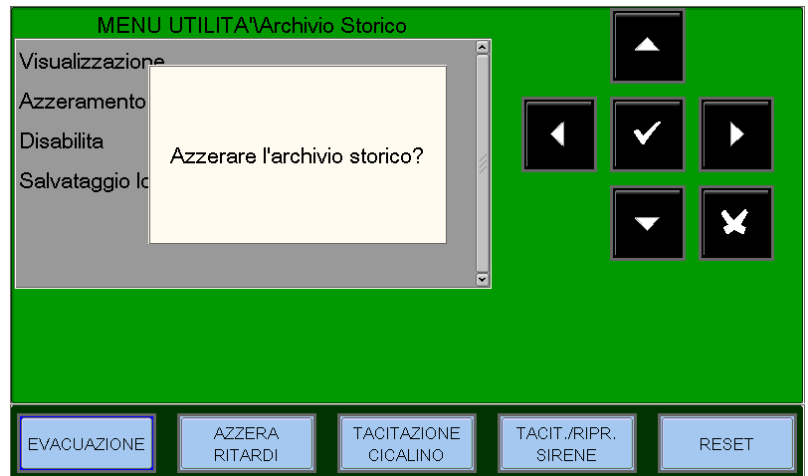 MENU UTILITA'\Archivio Storico
Visualizzazione
Azzeramento
Disabilita
Salvataggio lo
Azzerare l'archivio storico?
EVACUAZIONE
AZZERA
RITARDI
TACITAZIONE
CICALINO
TACIT./RIPR.
SIRENE
RESET